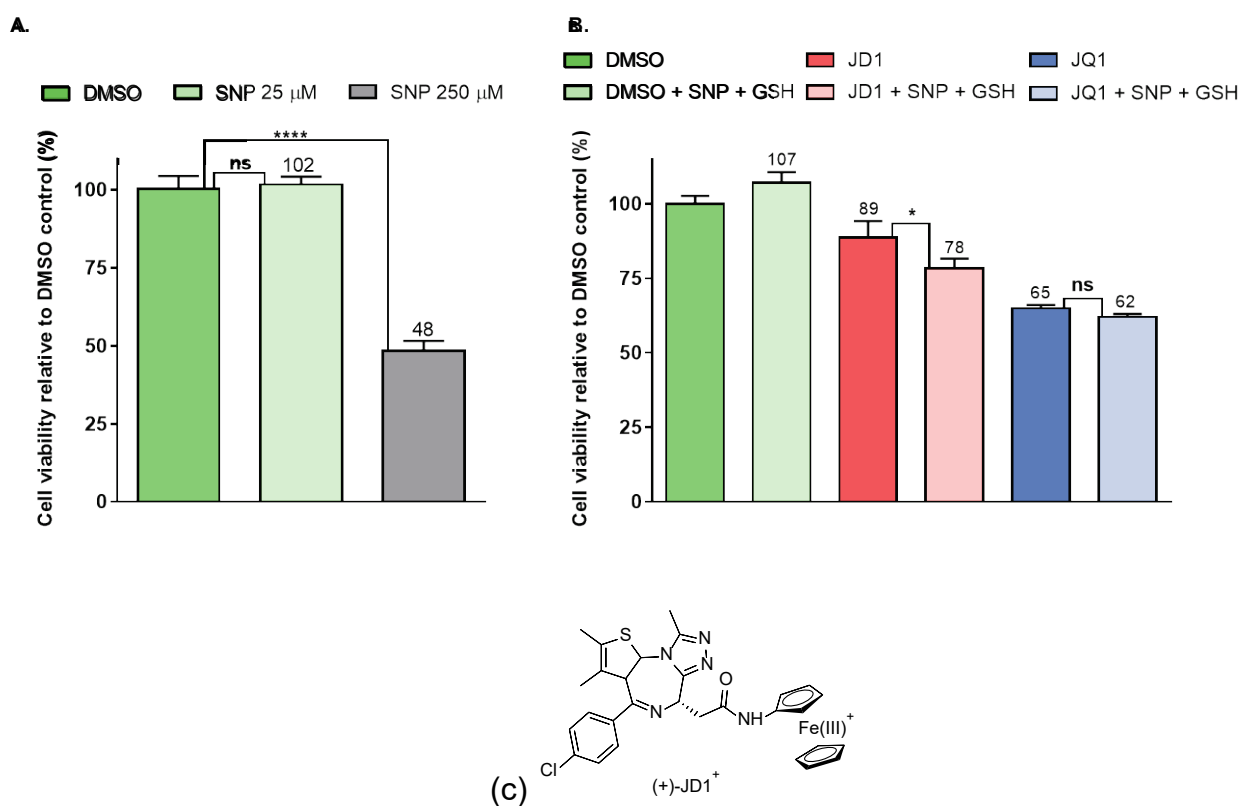 A.
DMSO SNP 25 μM SNP 250 μM
Cell viability relative to DMSO control (%)
100
75
50
25
0
****
ns
102
48
B.
DMSO JD1 JQ1
DMSO + SNP + GSH JD1 + SNP + GSH JQ1 + SNP + GSH
Cell viability relative to DMSO control (%)
100
75
50
25
0
107
89
*
78
65
ns
62
S
N
N
N
N
O
NH
Cl
Fe(III)+
(+)-JD1+
(c)